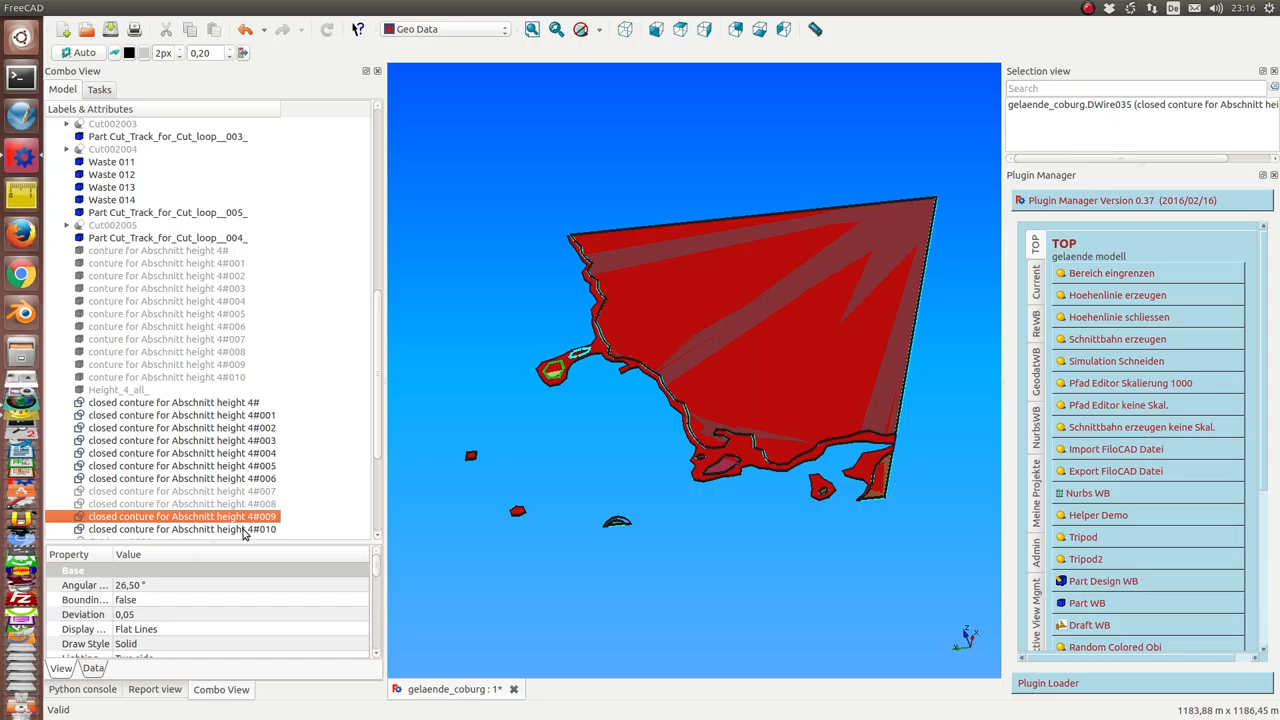 FreeCAD
De
23:16
Geo Data
Auto
2px
0,20
Combo View
Selection view
Model
Tasks
Search
Labels & Attributes
gelaende_coburg.DWire035 (closed conture for Abschnitt hei
Cut002003
Part Cut_Track_for_Cut_loop__003_
Cut002004
Waste 011
Waste 012
Waste 013
Waste 014
Part Cut_Track_for_Cut_loop__005_
Cut002005
Part Cut_Track_for_Cut_loop__004_
conture for Abschnitt height 4#
conture for Abschnitt height 4#001
conture for Abschnitt height 4#002
conture for Abschnitt height 4#003
conture for Abschnitt height 4#004
conture for Abschnitt height 4#005
conture for Abschnitt height 4#006
conture for Abschnitt height 4#007
conture for Abschnitt height 4#008
conture for Abschnitt height 4#009
conture for Abschnitt height 4#010
Height_4_all_
closed conture for Abschnitt height 4#
closed conture for Abschnitt height 4#001
closed conture for Abschnitt height 4#002
closed conture for Abschnitt height 4#003
closed conture for Abschnitt height 4#004
closed conture for Abschnitt height 4#005
closed conture for Abschnitt height 4#006
closed conture for Abschnitt height 4#007
closed conture for Abschnitt height 4#008
closed conture for Abschnitt height 4#009
closed conture for Abschnitt height 4#010
Property
Value
Base
Angular ...
26,50 °
Boundin...
false
Deviation
0,05
Display ...
Flat Lines
Draw Style
Solid
View
Data
Python console
Report view
Combo View
Valid
gelaende_coburg : 1*
Plugin Manager
Plugin Manager Version 0.37 (2016/02/16)
TOP
Current
ReWB
GeodatWB
NurbsWB
Meine Projekte
Admin
TOP
gelaende modell
Bereich eingrenzen
Hoehenlinie erzeugen
Hoehenlinie schliessen
Schnittbahn erzeugen
Simulation Schneiden
Pfad Editor Skalierung 1000
Pfad Editor keine Skal.
Schnittbahn erzeugen keine Skal.
Import FiloCAD Datei
Export FiloCAD Datei
Nurbs WB
Helper Demo
Tripod
Tripod2
Part Design WB
Part WB
Draft WB
Random Colored Obj
Plugin Loader
1183,88 m x 1186,45 m